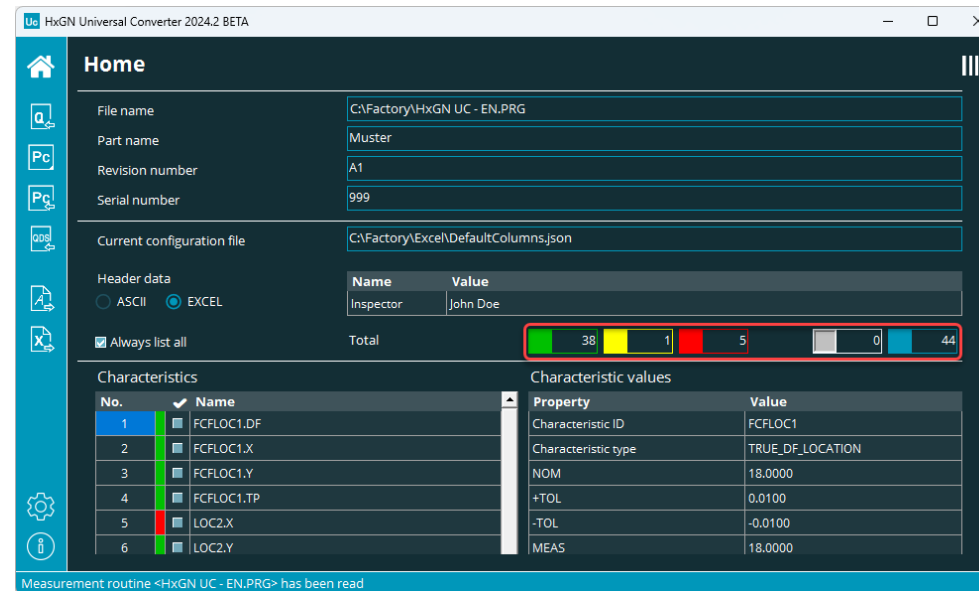 Uc HxGN Universal Converter 2024.2 BETA
Home
File name C:\Factory\HxGN UC - EN.PRG
Part name Muster
Revision number A1
Serial number 999
Current configuration file C:\Factory\Excel\DefaultColumns.json
Header data
ASCII EXCEL
Name Value
Inspector John Doe
Always list all
Total 38 1 5 0 44
Characteristics
No. Name
1 FCFLOC1.DF
2 FCFLOC1.X
3 FCFLOC1.Y
4 FCFLOC1.TP
5 LOC2.X
6 LOC2.Y
Characteristic values
Property Value
Characteristic ID FCFLOC1
Characteristic type TRUE_DF_LOCATION
NOM 18.0000
+TOL 0.0100
-TOL -0.0100
MEAS 18.0000
Q
Pc
Pc
QDS
A
X
i
Measurement routine <HxGN UC - EN.PRG> has been read